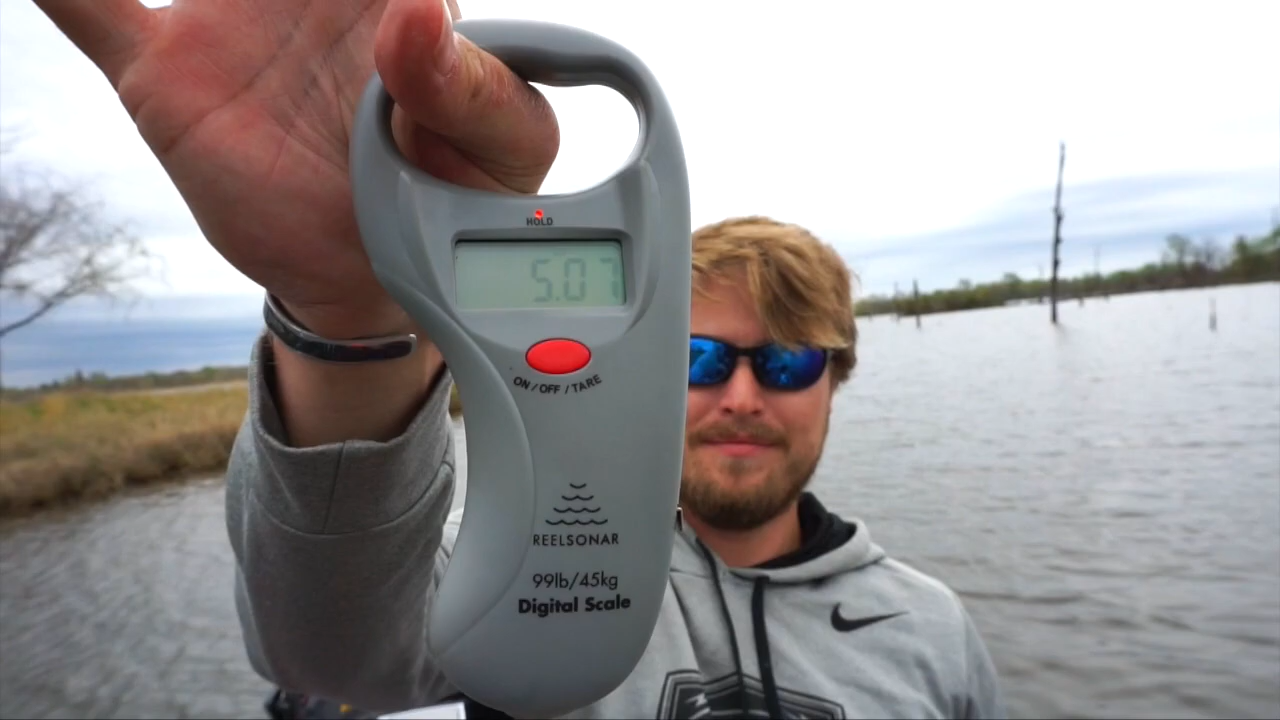 HOLD
5.07
ON / OFF / TARE
REELSONAR
99lb/45kg
Digital Scale